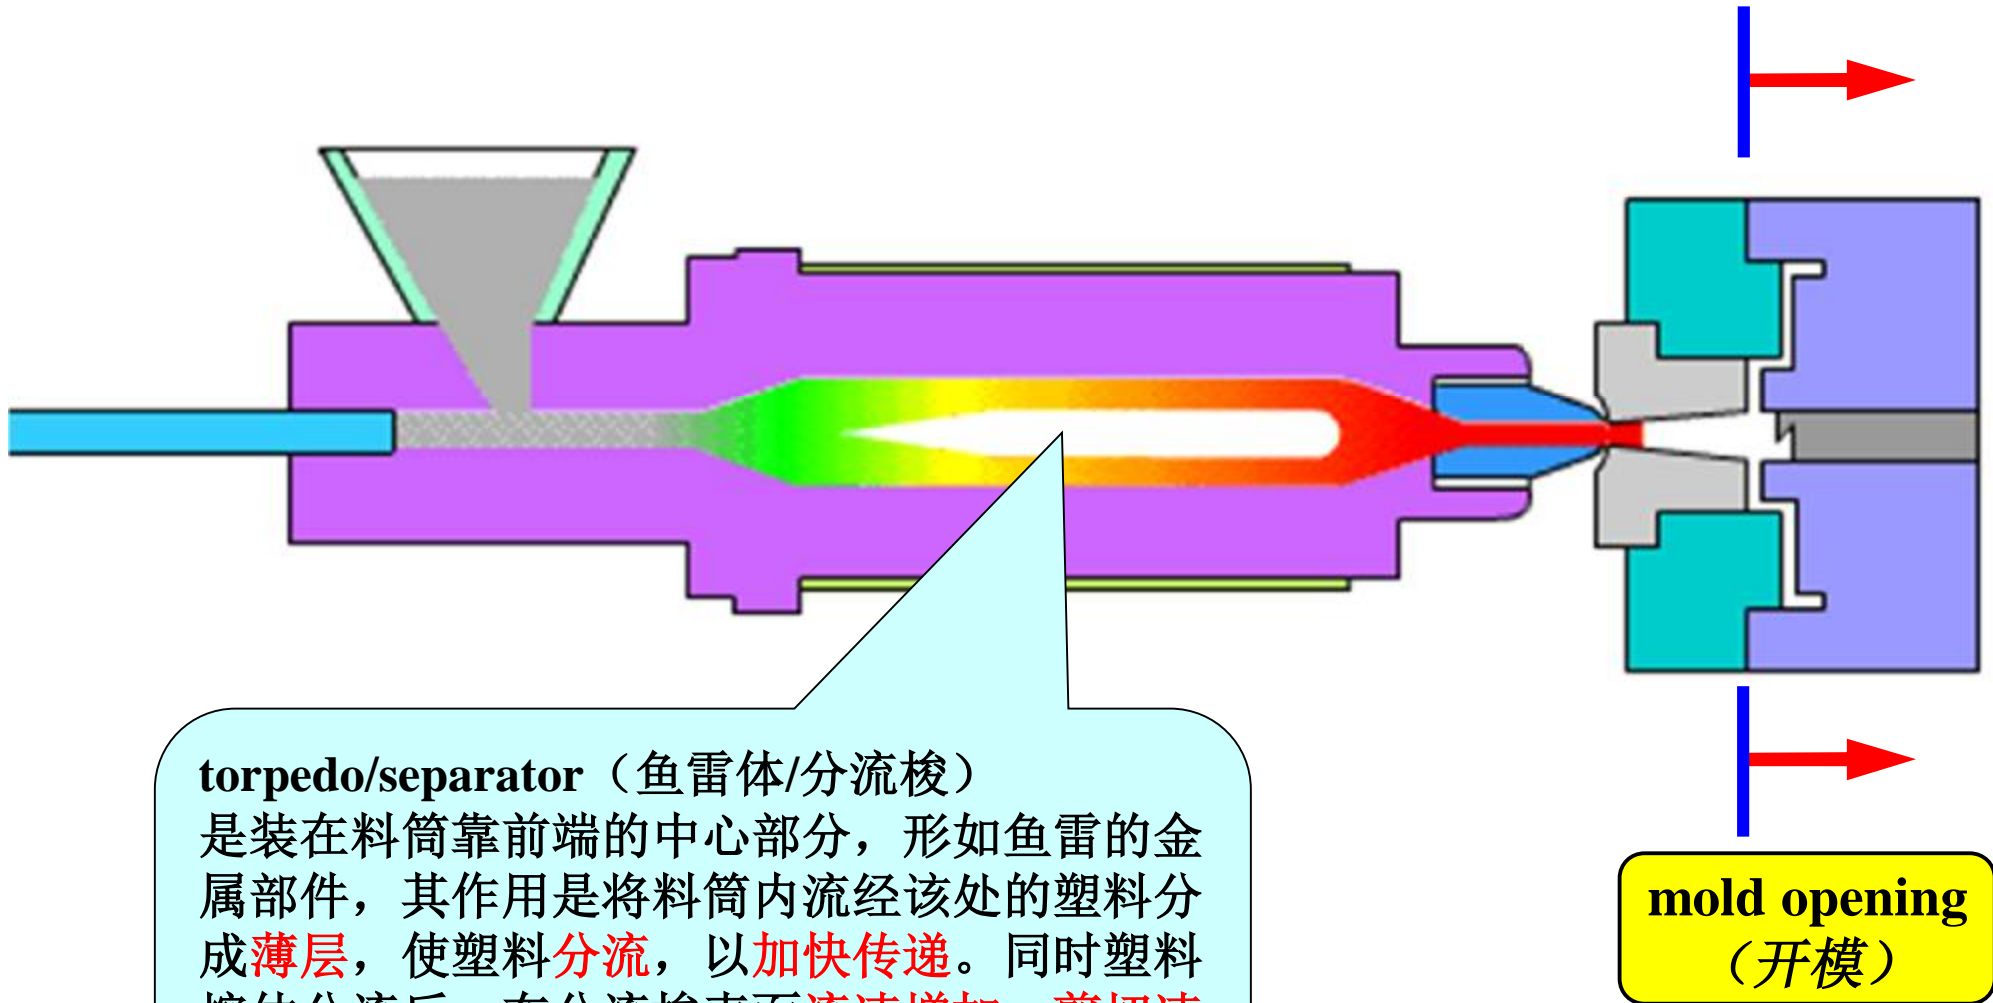 torpedo/separator（鱼雷体/分流梭）
是装在料筒靠前端的中心部分，形如鱼雷的金
属部件，其作用是将料筒内流经该处的塑料分
成薄层，使塑料分流，以加快传递。同时塑料
mold opening
（开模）